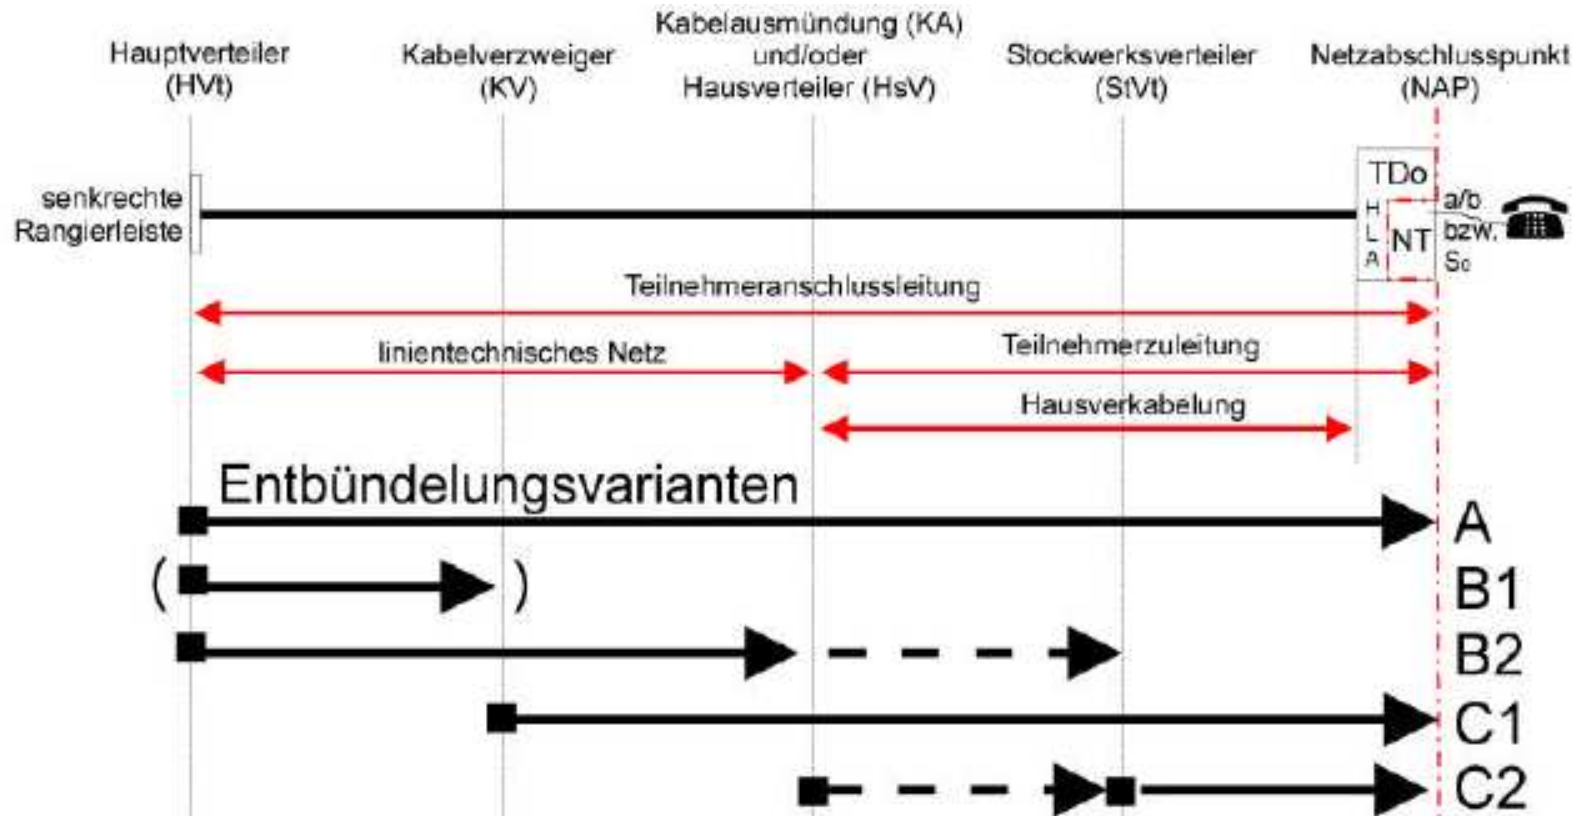 Hauptverteiler
(HVt)
Kabelverzweiger
(KV)
Kabelausmündung (KA)
und/oder
Hausverteiler (HsV)
Stockwerksverteiler
(StVt)
Netzabschlusspunkt
(NAP)
senkrechte
Rangierleiste
TDo
H
L
A
NT
a/b
bzw.
S₀
Teilnehmeranschlussleitung
linientechnisches Netz
Teilnehmerzuleitung
Hausverkabelung
Entbündelungsvarianten
A
( )
B1
B2
C1
C2